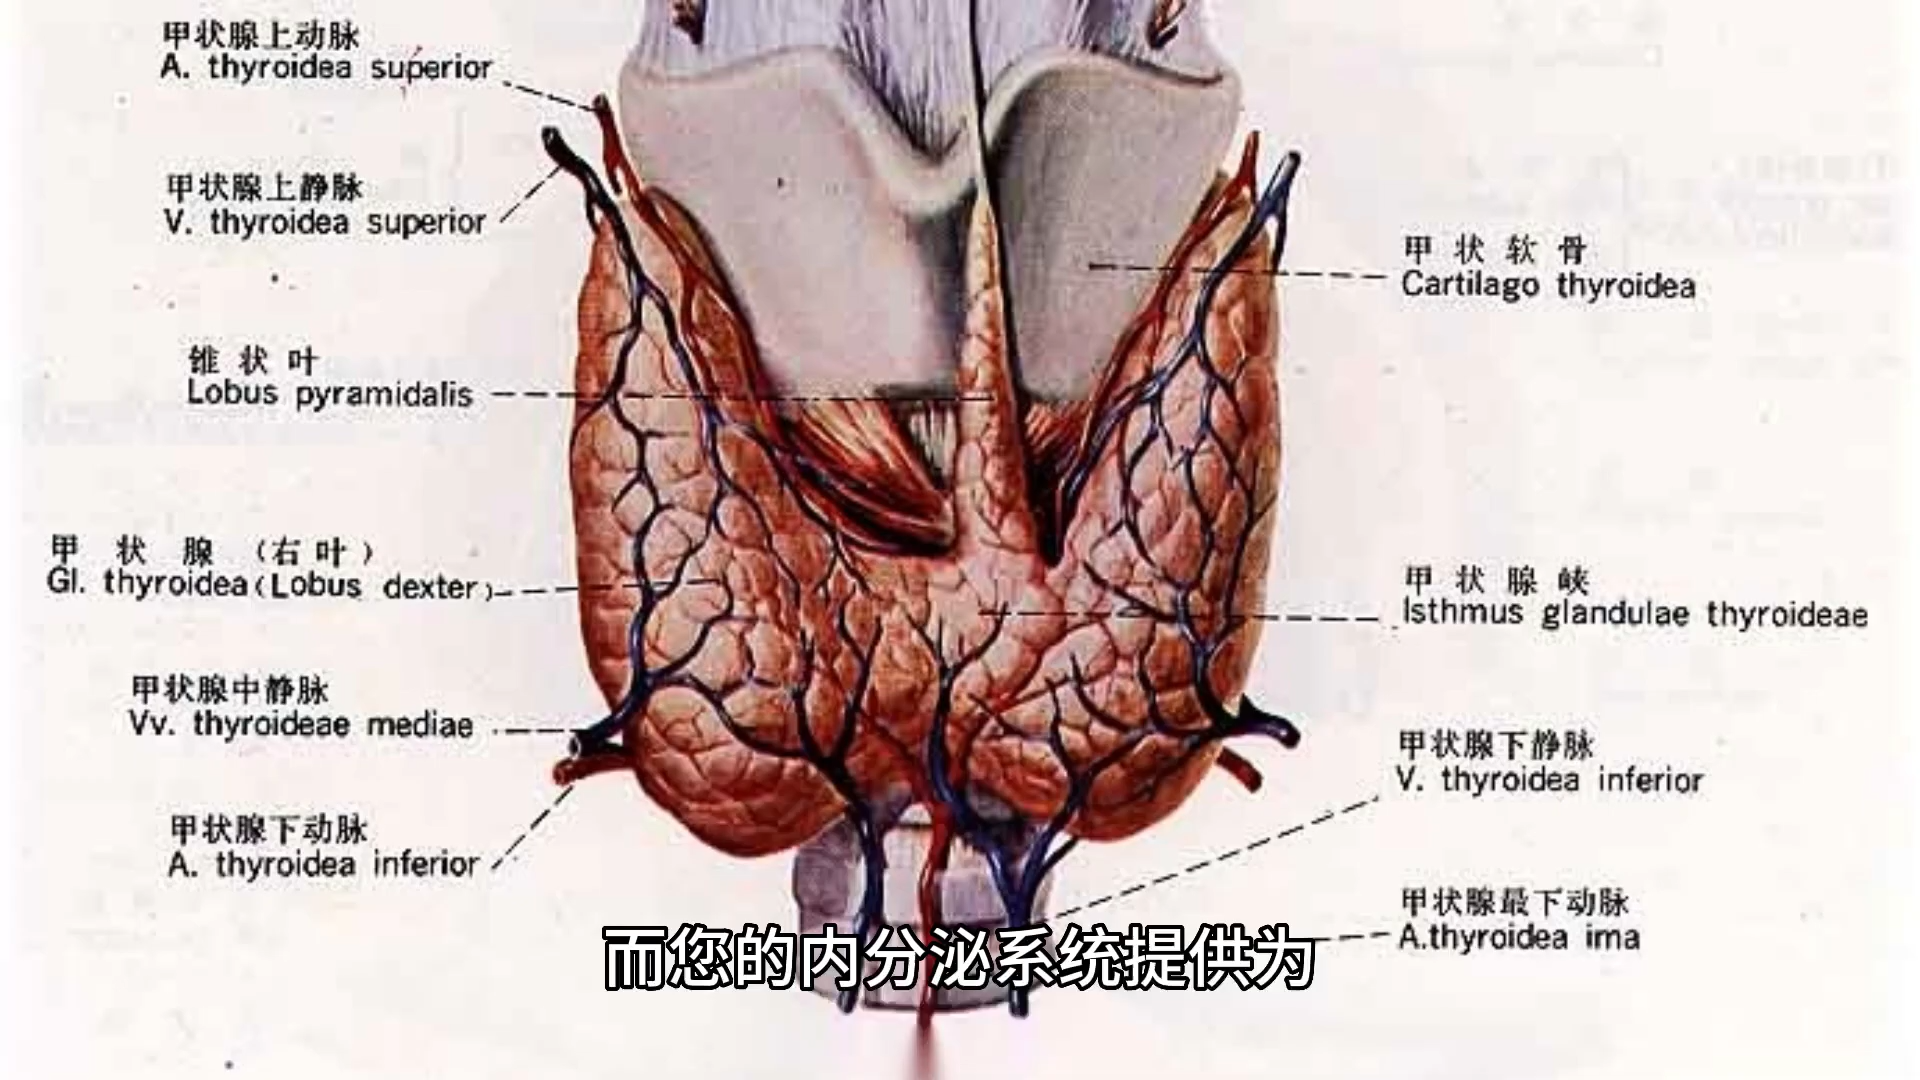 甲状腺上动脉
A. thyroidea superior
甲状腺上静脉
V. thyroidea superior
锥状叶
Lobus pyramidalis
甲状腺（右叶）
Gl. thyroidea (Lobus dexter)
甲状腺中静脉
Vv. thyroideae mediae
甲状腺下动脉
A. thyroidea inferior
甲状软骨
Cartilago thyroidea
甲状腺峡
Isthmus glandulae thyroideae
甲状腺下静脉
V. thyroidea inferior
甲状腺最下动脉
A.thyroidea ima
而您的内分泌系统提供为